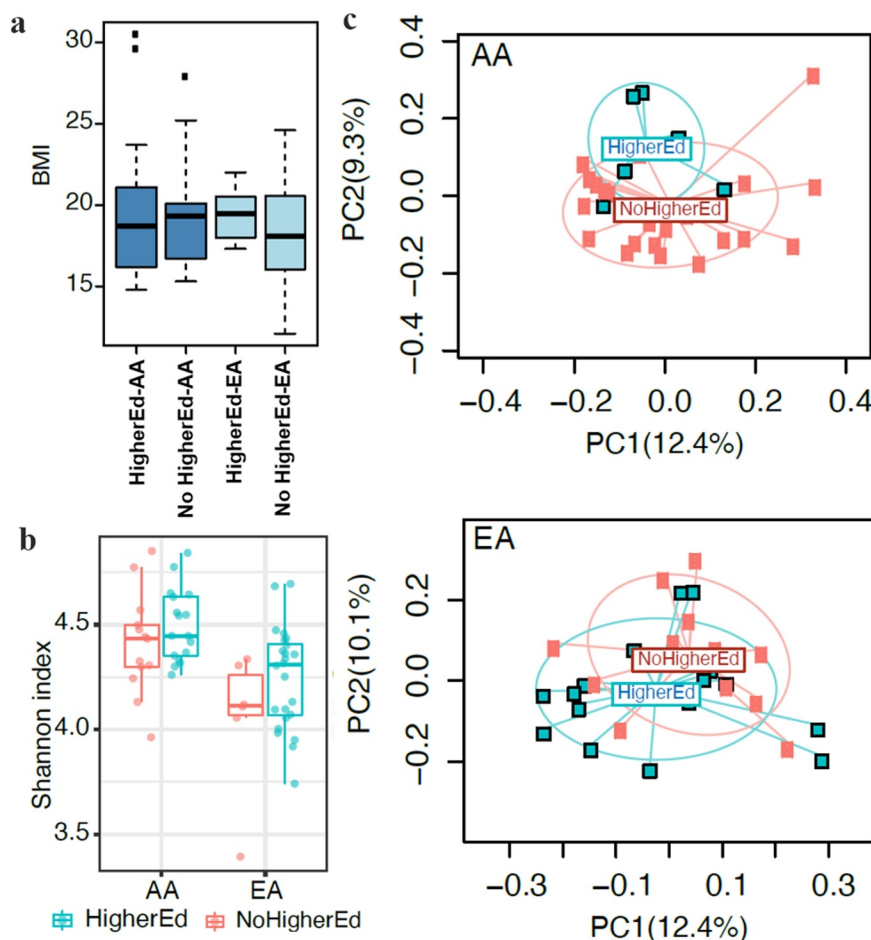 a
30
25
20
15
BMI
HigherEd-AA
No HigherEd-AA
HigherEd-EA
No HigherEd-EA
b
4.5
4.0
3.5
Shannon index
AA
EA
HigherEd
NoHigherEd
c
AA
0.4
0.2
0.0
−0.2
−0.4
PC2(9.3%)
HigherEd
NoHigherEd
−0.4
−0.2
0.0
0.2
0.4
PC1(12.4%)
EA
0.2
0.0
−0.2
PC2(10.1%)
NoHigherEd
HigherEd
−0.3
−0.1
0.1
0.3
PC1(12.4%)